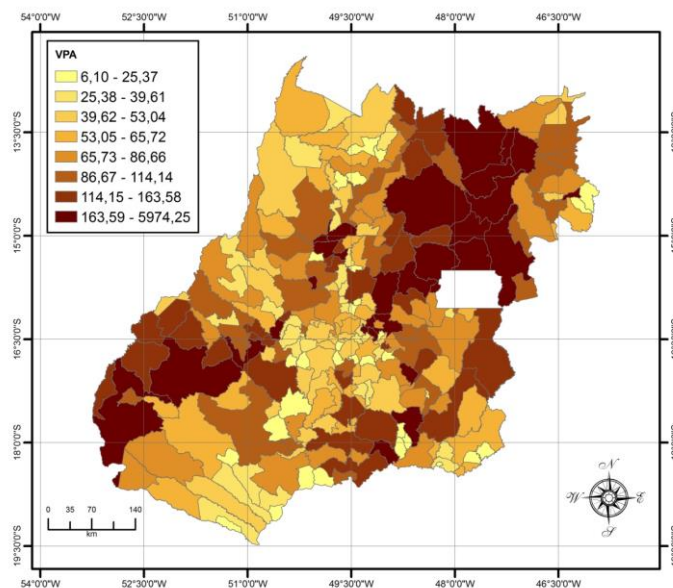 54°0'0"W 52°30'0"W 51°0'0"W 49°30'0"W 48°0'0"W 46°30'0"W
VPA
6,10 - 25,37
25,38 - 39,61
39,62 - 53,04
53,05 - 65,72
65,73 - 86,66
86,67 - 114,14
114,15 - 163,58
163,59 - 5974,25
13°30'0"S
15°0'0"S
16°30'0"S
18°0'0"S
19°30'0"S
N
W E
S
0 35 70 140
km
54°0'0"W 52°30'0"W 51°0'0"W 49°30'0"W 48°0'0"W 46°30'0"W